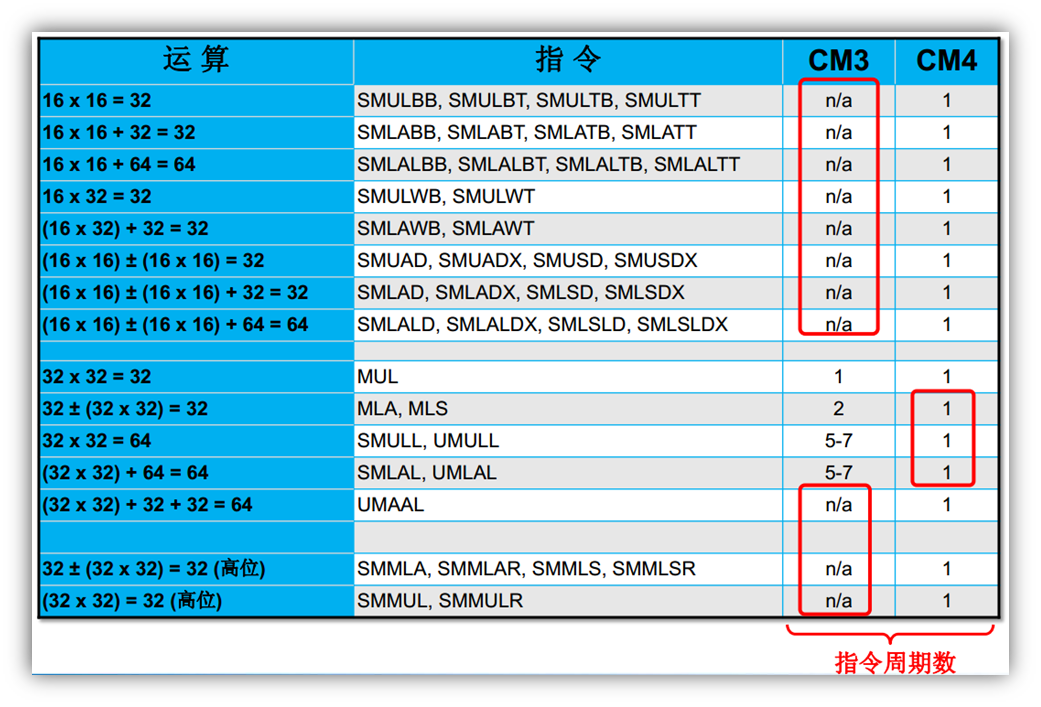 运 算 指 令 CM3 CM4
16 x 16 = 32 SMULBB, SMULBT, SMULTB, SMULTT n/a 1
16 x 16 + 32 = 32 SMLABB, SMLABT, SMLATB, SMLATT n/a 1
16 x 16 + 64 = 64 SMLALBB, SMLALBT, SMLALTB, SMLALTT n/a 1
16 x 32 = 32 SMULWB, SMULWT n/a 1
(16 x 32) + 32 = 32 SMLAWB, SMLAWT n/a 1
(16 x 16) ± (16 x 16) = 32 SMUAD, SMUADX, SMUSD, SMUSDX n/a 1
(16 x 16) ± (16 x 16) + 32 = 32 SMLAD, SMLADX, SMLSD, SMLSDX n/a 1
(16 x 16) ± (16 x 16) + 64 = 64 SMLALD, SMLALDX, SMLSLD, SMLSLDX n/a 1
32 x 32 = 32 MUL 1 1
32 ± (32 x 32) = 32 MLA, MLS 2 1
32 x 32 = 64 SMULL, UMULL 5-7 1
(32 x 32) + 64 = 64 SMLAL, UMLAL 5-7 1
(32 x 32) + 32 + 32 = 64 UMAAL n/a 1
32 ± (32 x 32) = 32 (高位) SMMLA, SMMLAR, SMMLS, SMMLSR n/a 1
(32 x 32) = 32 (高位) SMMUL, SMMULR n/a 1
指令周期数